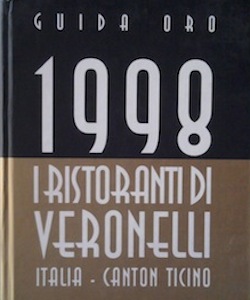 GUIDA ORO
1998
I RISTORANTI DI
VERONELLI
ITALIA - CANTON TICINO